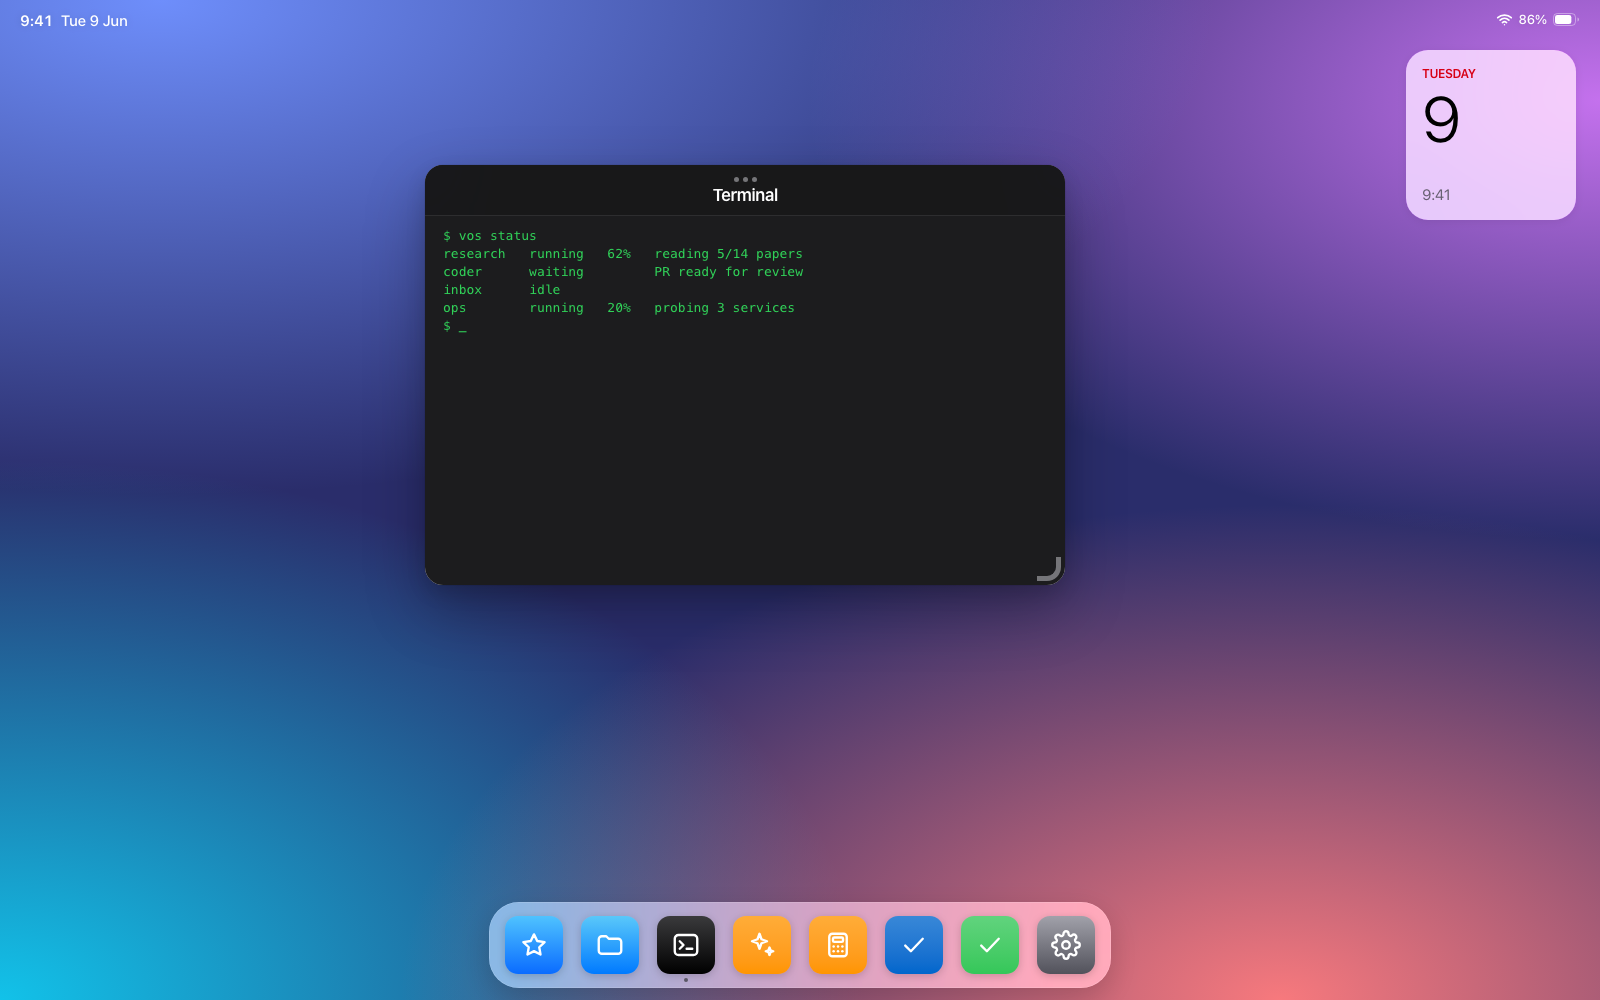 9:41 Tue 9 Jun
86%
TUESDAY
9
9:41
Terminal
$ vos status
research running 62% reading 5/14 papers
coder waiting PR ready for review
inbox idle
ops running 20% probing 3 services
$ _